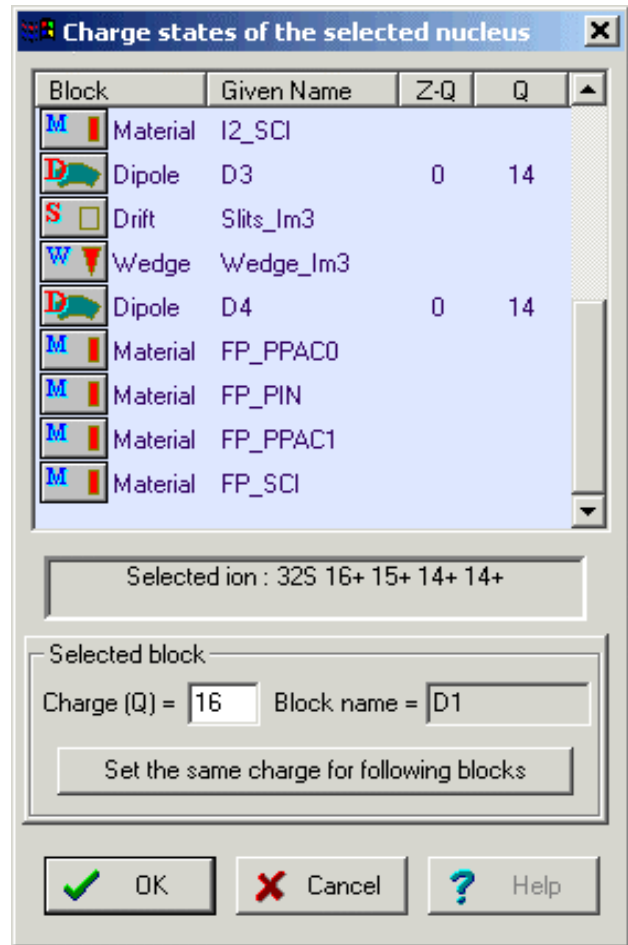 Charge states of the selected nucleus
Block Given Name Z-Q Q
M Material I2_SCI
D Dipole D3 0 14
S Drift Slits_Im3
W Wedge Wedge_Im3
D Dipole D4 0 14
M Material FP_PPAC0
M Material FP_PIN
M Material FP_PPAC1
M Material FP_SCI
Selected ion : 32S 16+ 15+ 14+ 14+
Selected block
Charge (Q) = 16 Block name = D1
Set the same charge for following blocks
OK Cancel ? Help